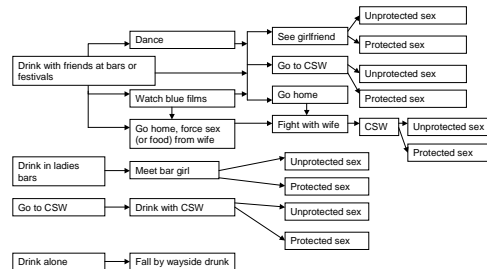 Unprotected sex
Dance
See girlfriend
Protected sex
Drink with friends at bars or
festivals
Go to CSW
Unprotected sex
Watch blue films
Go home
Protected sex
Go home, force sex
(or food) from wife
Fight with wife
CSW
Unprotected sex
Protected sex
Drink in ladies
bars
Meet bar girl
Unprotected sex
Protected sex
Go to CSW
Drink with CSW
Unprotected sex
Protected sex
Drink alone
Fall by wayside drunk